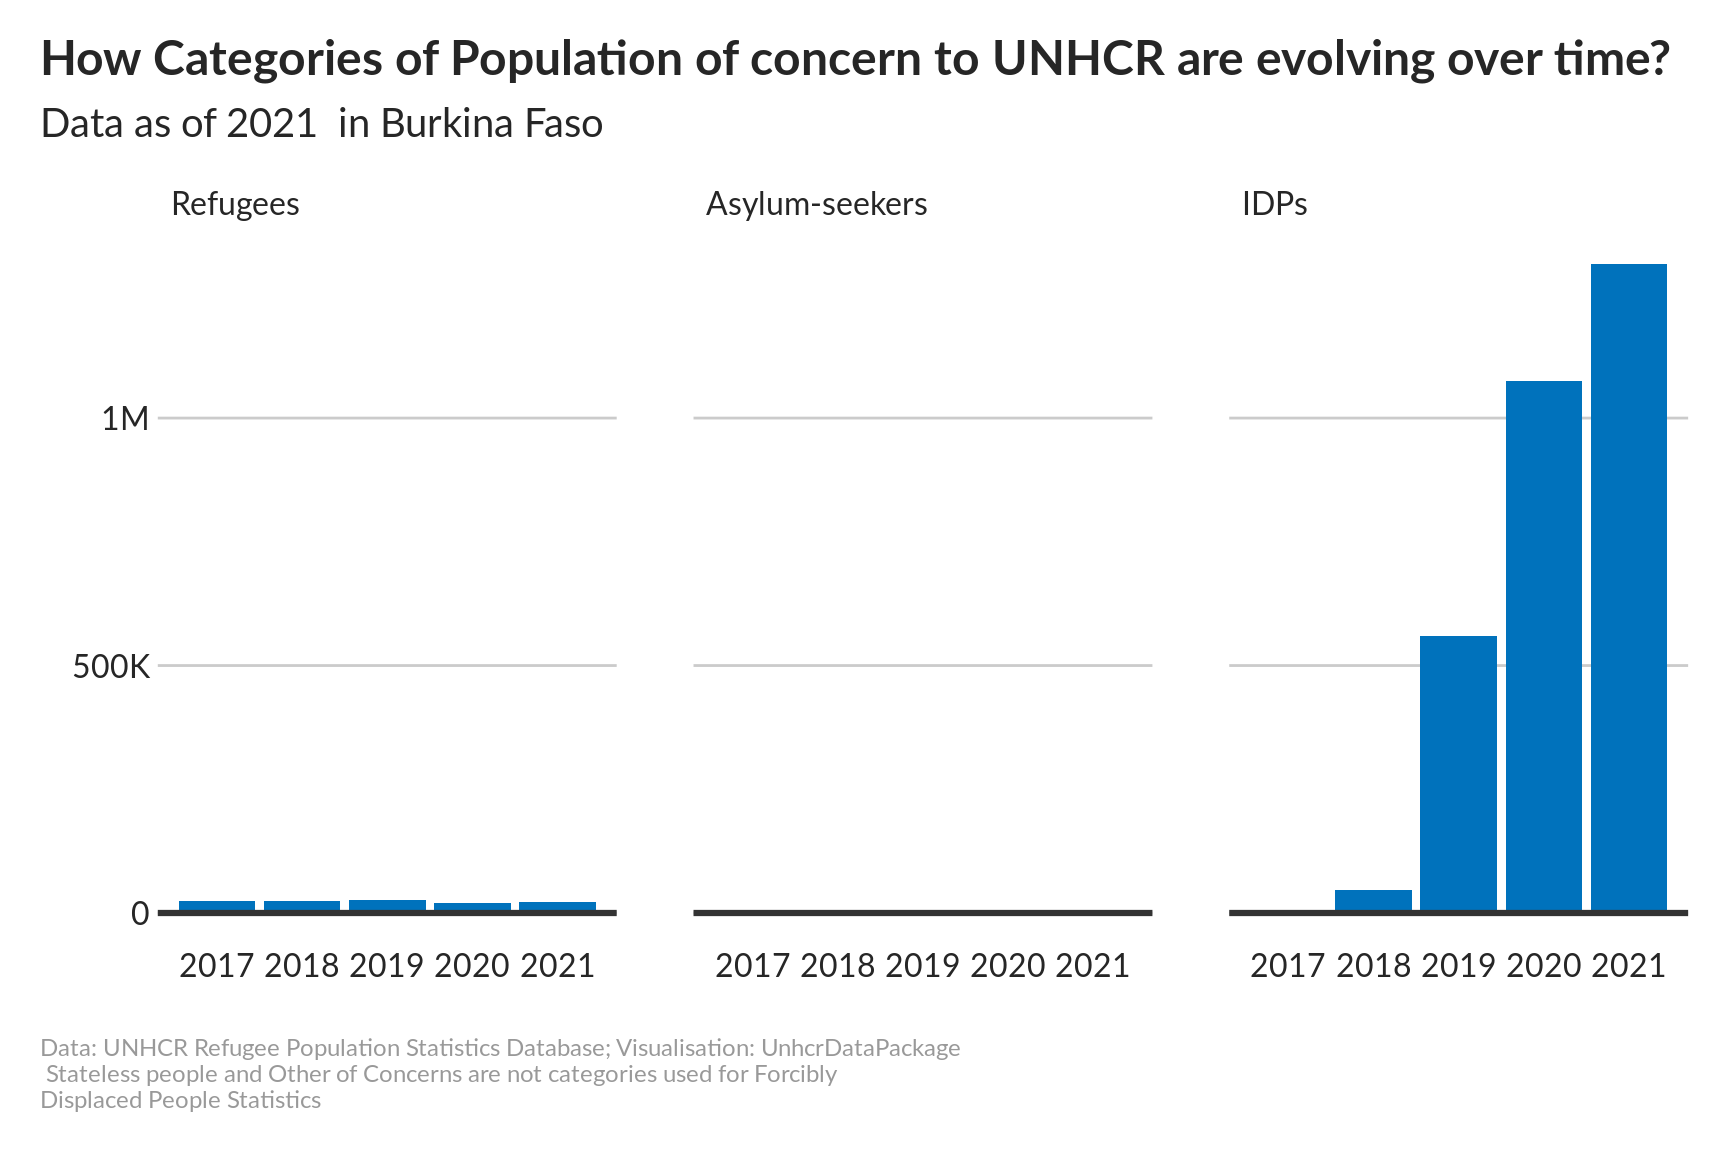 How Categories of Population of concern to UNHCR are evolving over time?
Data as of 2021  in Burkina Faso
Refugees
Asylum-seekers
IDPs
1M
500K
0
2017 2018 2019 2020 2021
2017 2018 2019 2020 2021
2017 2018 2019 2020 2021
Data: UNHCR Refugee Population Statistics Database; Visualisation: UnhcrDataPackage
Stateless people and Other of Concerns are not categories used for Forcibly
Displaced People Statistics